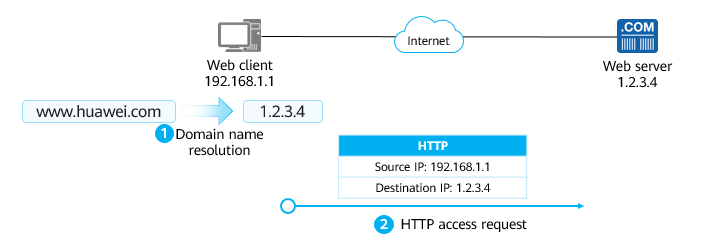 .COM
Internet
Web client
192.168.1.1
Web server
1.2.3.4
www.huawei.com
1.2.3.4
1 Domain name
resolution
HTTP
Source IP: 192.168.1.1
Destination IP: 1.2.3.4
2 HTTP access request